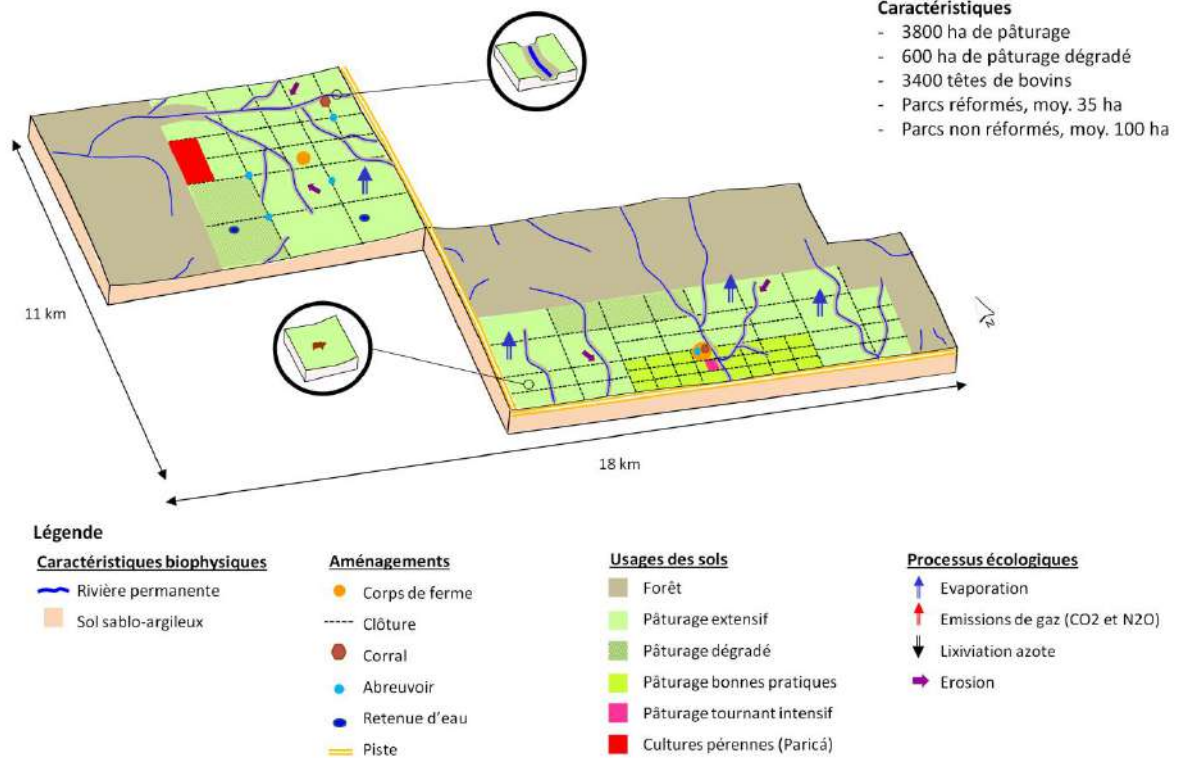 Caractéristiques
- 3800 ha de pâturage
- 600 ha de pâturage dégradé
- 3400 têtes de bovins
- Parcs réformés, moy. 35 ha
- Parcs non réformés, moy. 100 ha
11 km
18 km
N
Légende
Caractéristiques biophysiques
Rivière permanente
Sol sablo-argileux
Aménagements
Corps de ferme
Clôture
Corral
Abreuvoir
Retenue d'eau
Piste
Usages des sols
Forêt
Pâturage extensif
Pâturage dégradé
Pâturage bonnes pratiques
Pâturage tournant intensif
Cultures pérennes (Paricá)
Processus écologiques
Evaporation
Emissions de gaz (CO2 et N2O)
Lixiviation azote
Erosion